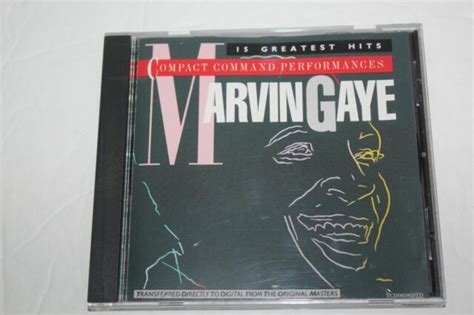 15 GREATEST HITS
COMPACT COMMAND PERFORMANCES
MARVIN GAYE
TRANSFERRED DIRECTLY TO DIGITAL FROM THE ORIGINAL MASTERS